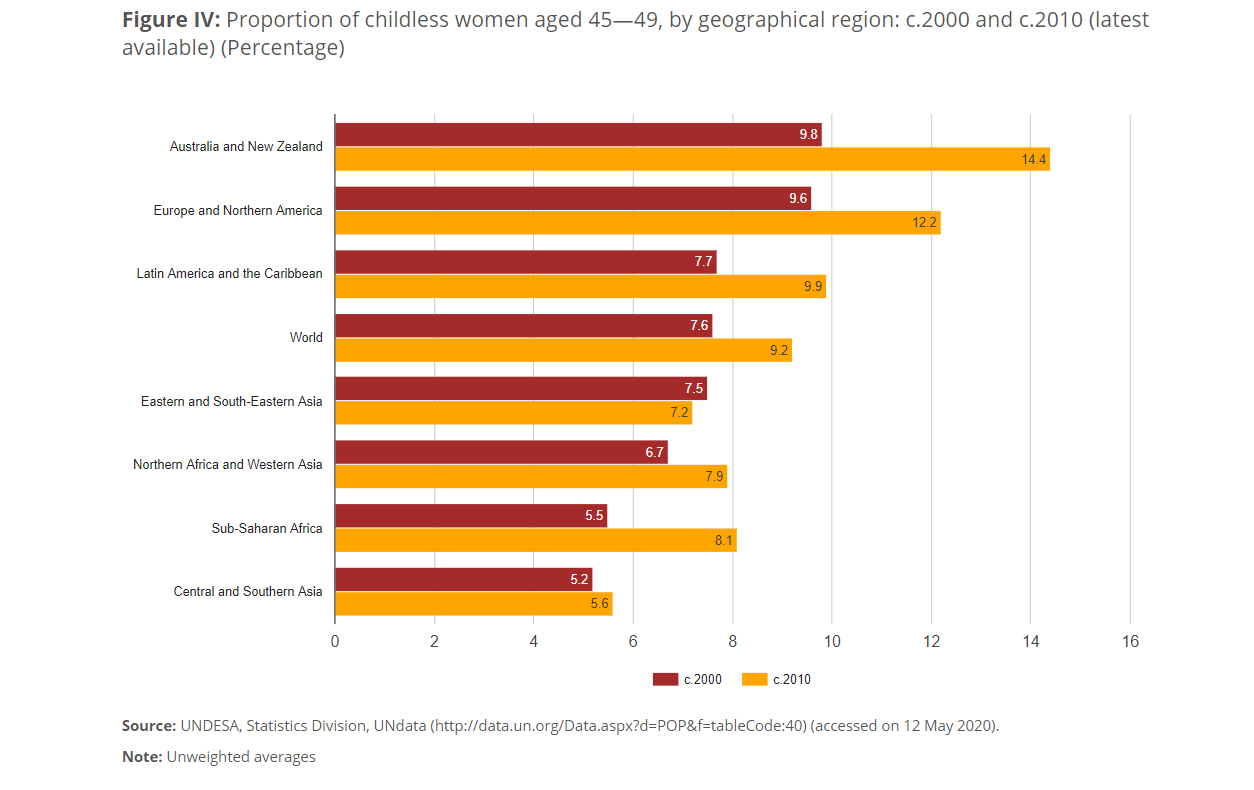 Figure IV: Proportion of childless women aged 45—49, by geographical region: c.2000 and c.2010 (latest
available) (Percentage)
Australia and New Zealand
9.8
14.4
Europe and Northern America
9.6
12.2
Latin America and the Caribbean
7.7
9.9
World
7.6
9.2
Eastern and South-Eastern Asia
7.5
7.2
Northern Africa and Western Asia
6.7
7.9
Sub-Saharan Africa
5.5
8.1
Central and Southern Asia
5.2
5.6
0 2 4 6 8 10 12 14 16
c.2000 c.2010
Source: UNDESA, Statistics Division, UNdata (http://data.un.org/Data.aspx?d=POP&f=tableCode:40) (accessed on 12 May 2020).
Note: Unweighted averages